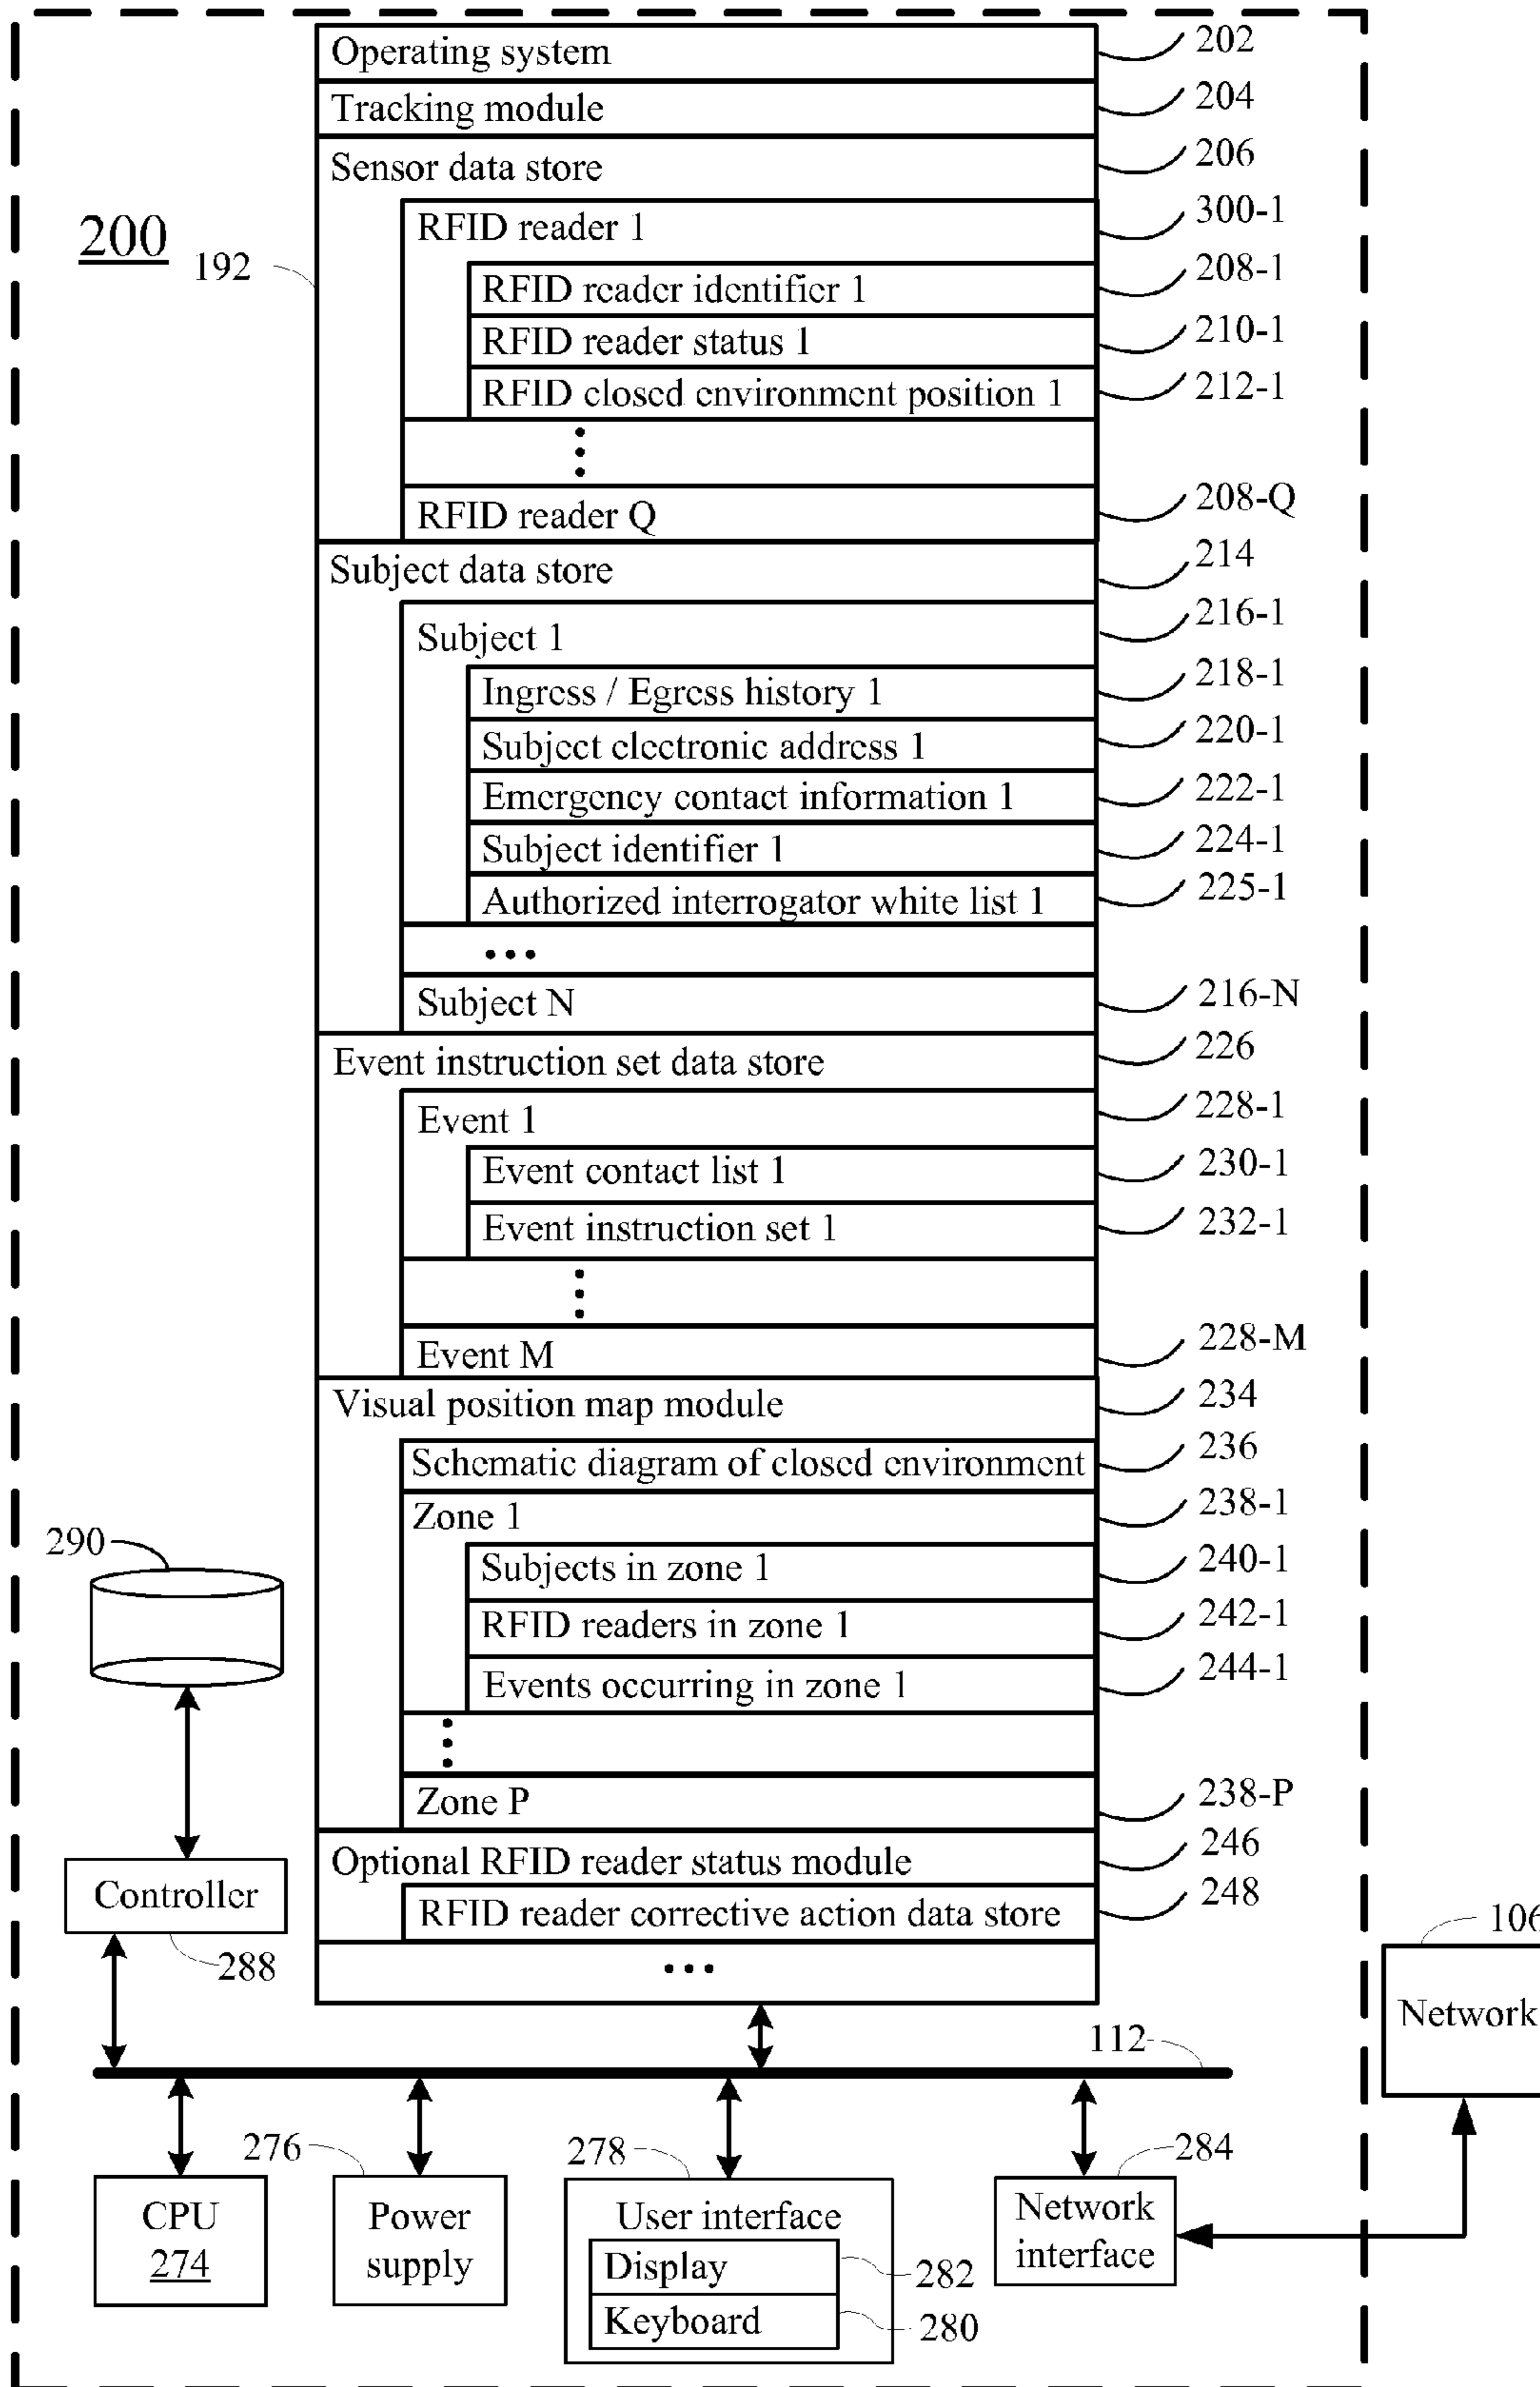 Operating system 202
Tracking module 204
Sensor data store 206
200
192
RFID reader 1 300-1
RFID reader identifier 1 208-1
RFID reader status 1 210-1
RFID closed environment position 1 212-1
RFID reader Q 208-Q
Subject data store 214
Subject 1 216-1
Ingress / Egress history 1 218-1
Subject electronic address 1 220-1
Emergency contact information 1 222-1
Subject identifier 1 224-1
Authorized interrogator white list 1 225-1
•••
Subject N 216-N
Event instruction set data store 226
Event 1 228-1
Event contact list 1 230-1
Event instruction set 1 232-1
Event M 228-M
Visual position map module 234
Schematic diagram of closed environment 236
Zone 1 238-1
290
Subjects in zone 1 240-1
RFID readers in zone 1 242-1
Events occurring in zone 1 244-1
Zone P 238-P
Optional RFID reader status module 246
Controller
RFID reader corrective action data store 248
288
•••
106
Network
112
276
278
284
CPU
274
Power
supply
User interface
Display
282
Keyboard
280
Network
interface